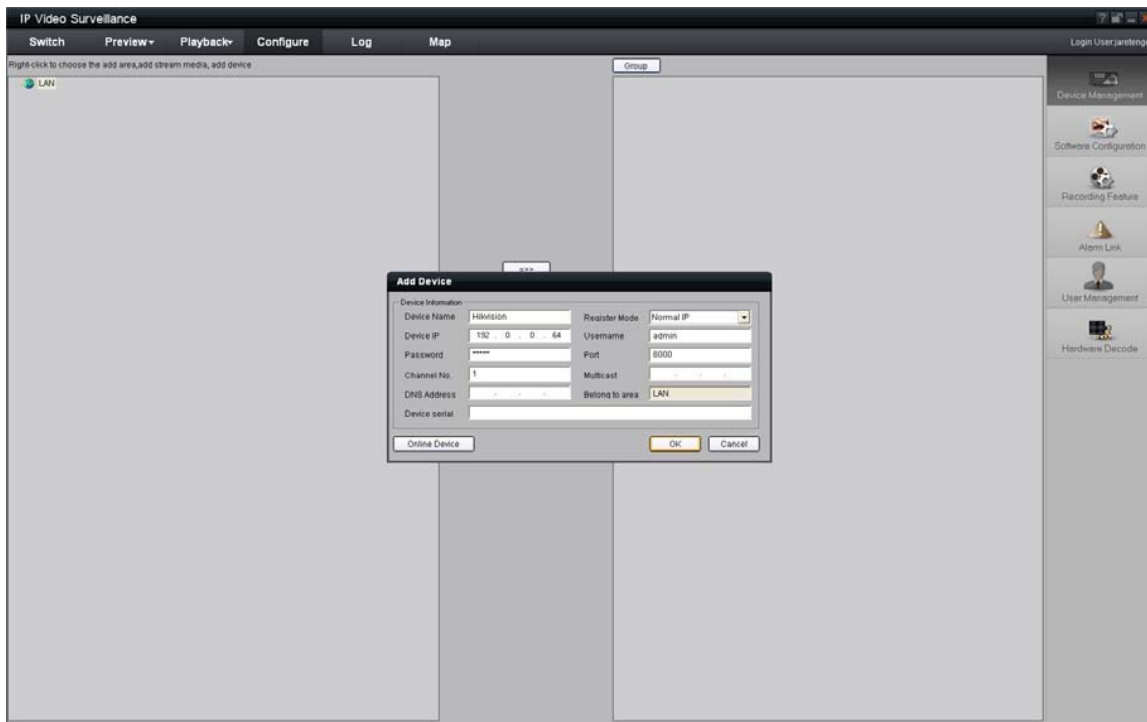 IP Video Surveillance
Switch Preview Playback Configure Log Map Login User:jareteng
Right-click to choose the add area,add stream media, add device
Group
LAN
Device Management
Software Configuration
Recording Feature
Alarm Link
User Management
Hardware Decode
Add Device
Device Information
Device Name Hikvision Register Mode Normal IP
Device IP 192 . 0 . 0 . 64 Username admin
Password ***** Port 8000
Channel No. 1 Multicast . . .
DNS Address . . . Belong to area LAN
Device serial
Online Device OK Cancel